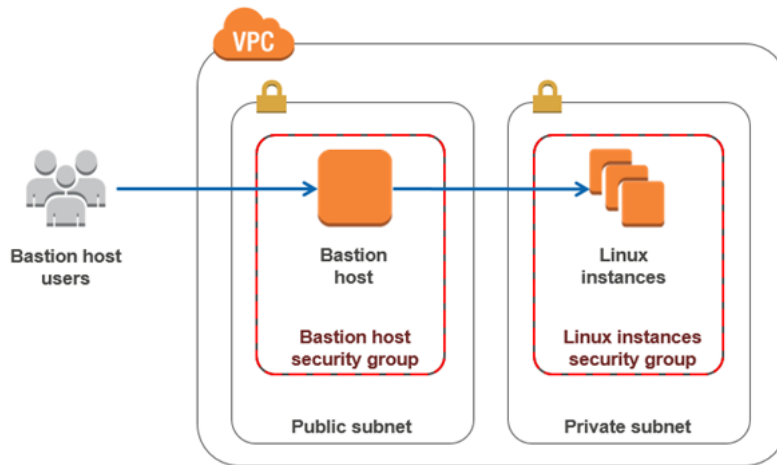 VPC
Bastion host
users
Bastion
host
Linux
instances
Bastion host
security group
Linux instances
security group
Public subnet
Private subnet